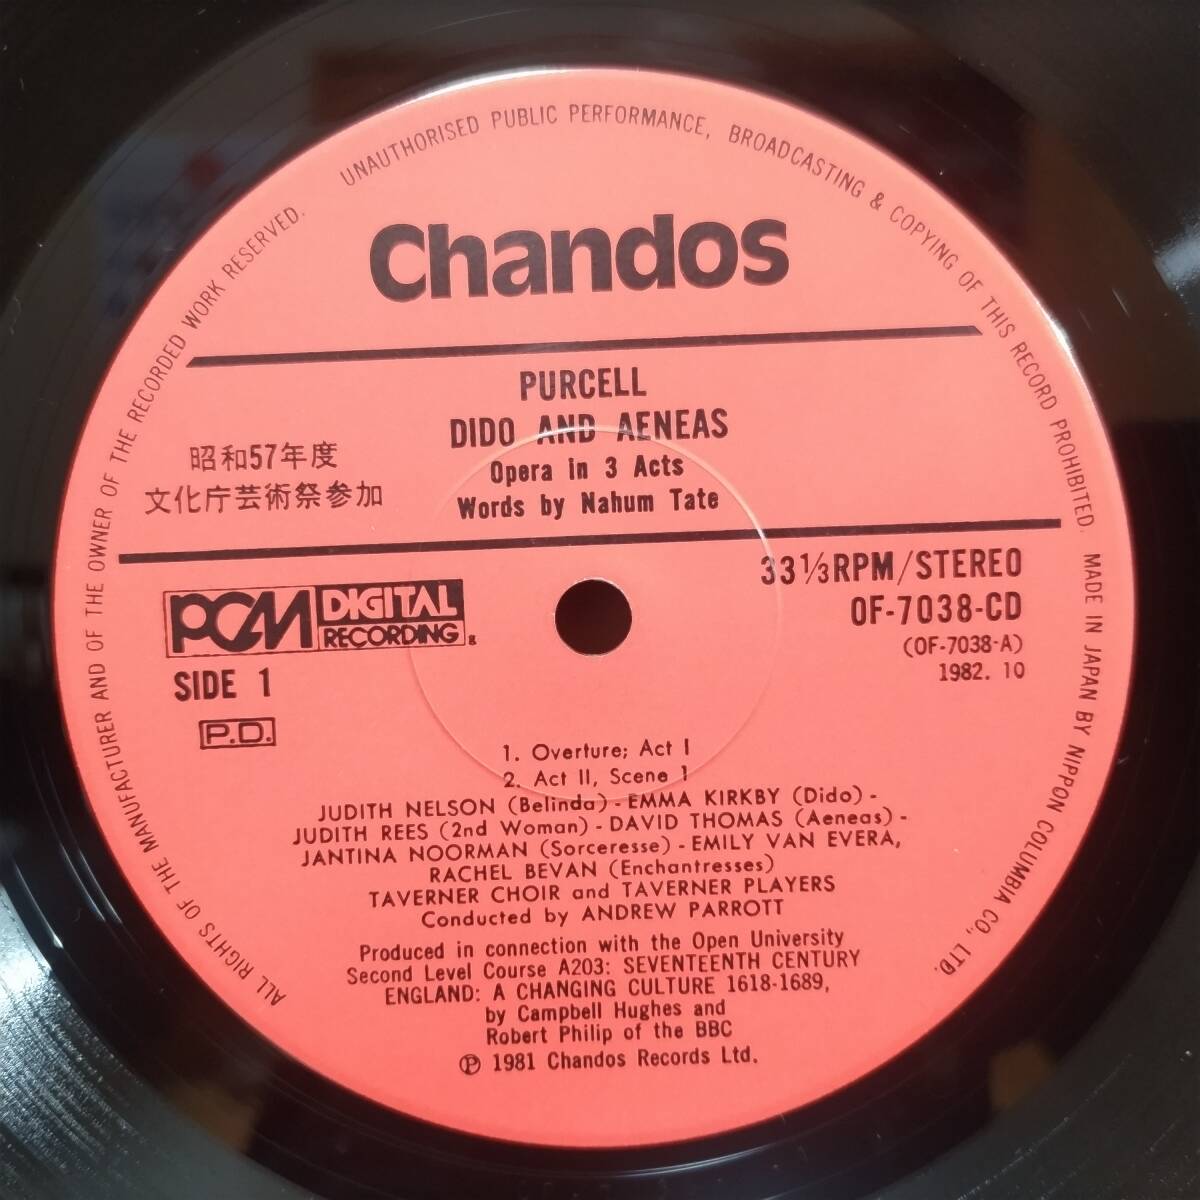 ALL RIGHTS OF THE MANUFACTURER AND OF THE OWNER OF THE RECORDED WORK RESERVED. UNAUTHORISED PUBLIC PERFORMANCE, BROADCASTING & COPYING OF THIS RECORD PROHIBITED. MADE IN JAPAN BY NIPPON COLUMBIA CO., LTD.
Chandos
PURCELL
DIDO AND AENEAS
Opera in 3 Acts
Words by Nahum Tate
昭和57年度
文化庁芸術祭参加
33 1/3 RPM/STEREO
OF-7038-CD
(OF-7038-A)
1982. 10
PCM DIGITAL
RECORDING
SIDE 1
P.D.
1. Overture; Act I
2. Act II, Scene 1
JUDITH NELSON (Belinda) - EMMA KIRKBY (Dido) -
JUDITH REES (2nd Woman) - DAVID THOMAS (Aeneas) -
JANTINA NOORMAN (Sorceresse) - EMILY VAN EVERA,
RACHEL BEVAN (Enchantresses)
TAVERNER CHOIR and TAVERNER PLAYERS
Conducted by ANDREW PARROTT
Produced in connection with the Open University
Second Level Course A203: SEVENTEENTH CENTURY
ENGLAND: A CHANGING CULTURE 1618-1689,
by Campbell Hughes and
Robert Philip of the BBC
℗ 1981 Chandos Records Ltd.